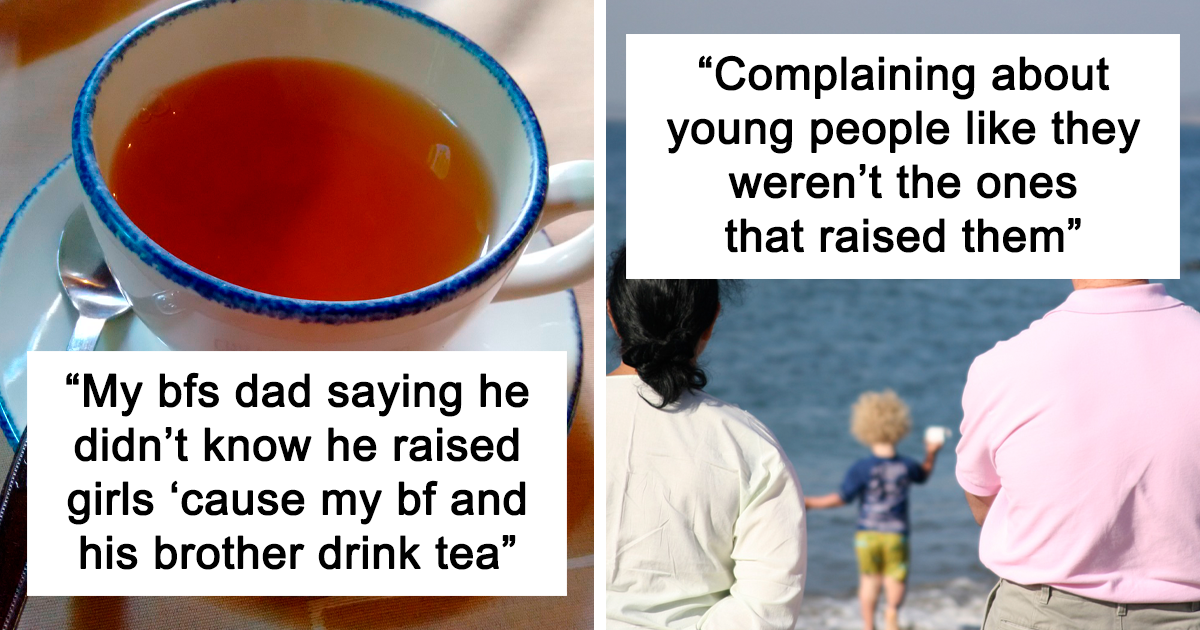 “My bfs dad saying he
didn’t know he raised
girls ‘cause my bf and
his brother drink tea”
“Complaining about
young people like they
weren’t the ones
that raised them”